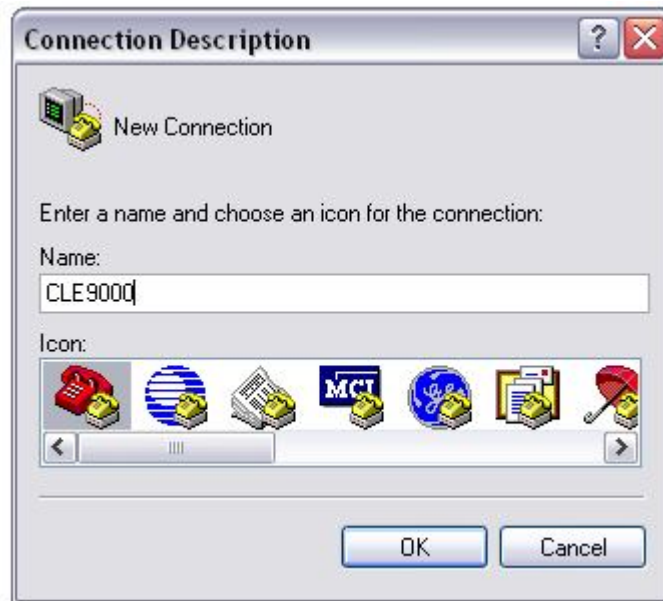 Connection Description
New Connection
Enter a name and choose an icon for the connection:
Name:
CLE9000
Icon:
MCI
OK
Cancel